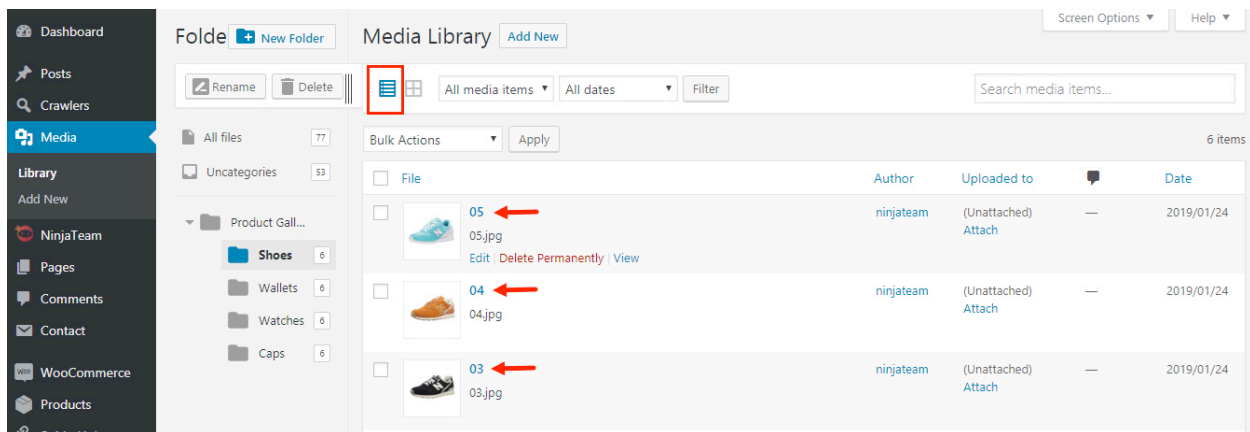 Dashboard
Posts
Crawlers
Media
Library
Add New
NinjaTeam
Pages
Comments
Contact
WooCommerce
Products
Folde New Folder
Rename Delete
All files 77
Uncategories 53
Product Gall...
Shoes 6
Wallets 6
Watches 6
Caps 6
Screen Options ▼ Help ▼
Media Library Add New
All media items ▼ All dates ▼ Filter
Search media items...
Bulk Actions ▼ Apply
6 items
File Author Uploaded to Date
05 ninjateam (Unattached) — 2019/01/24
05.jpg Attach
Edit | Delete Permanently | View
04 ninjateam (Unattached) — 2019/01/24
04.jpg Attach
03 ninjateam (Unattached) — 2019/01/24
03.jpg Attach